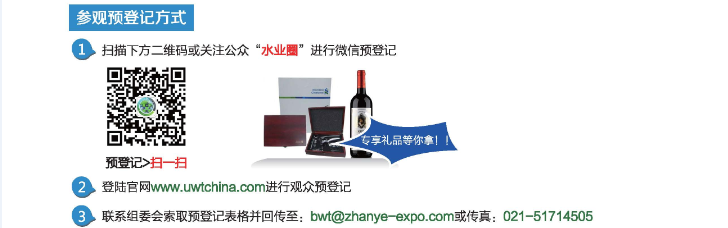 参观预登记方式
1 扫描下方二维码或关注公众“水业圈”进行微信预登记
专享礼品等你拿！！
预登记>扫一扫
2 登陆官网www.uwtchina.com进行观众预登记
3 联系组委会索取预登记表格并回传至：bwt@zhanye-expo.com或传真：021-51714505